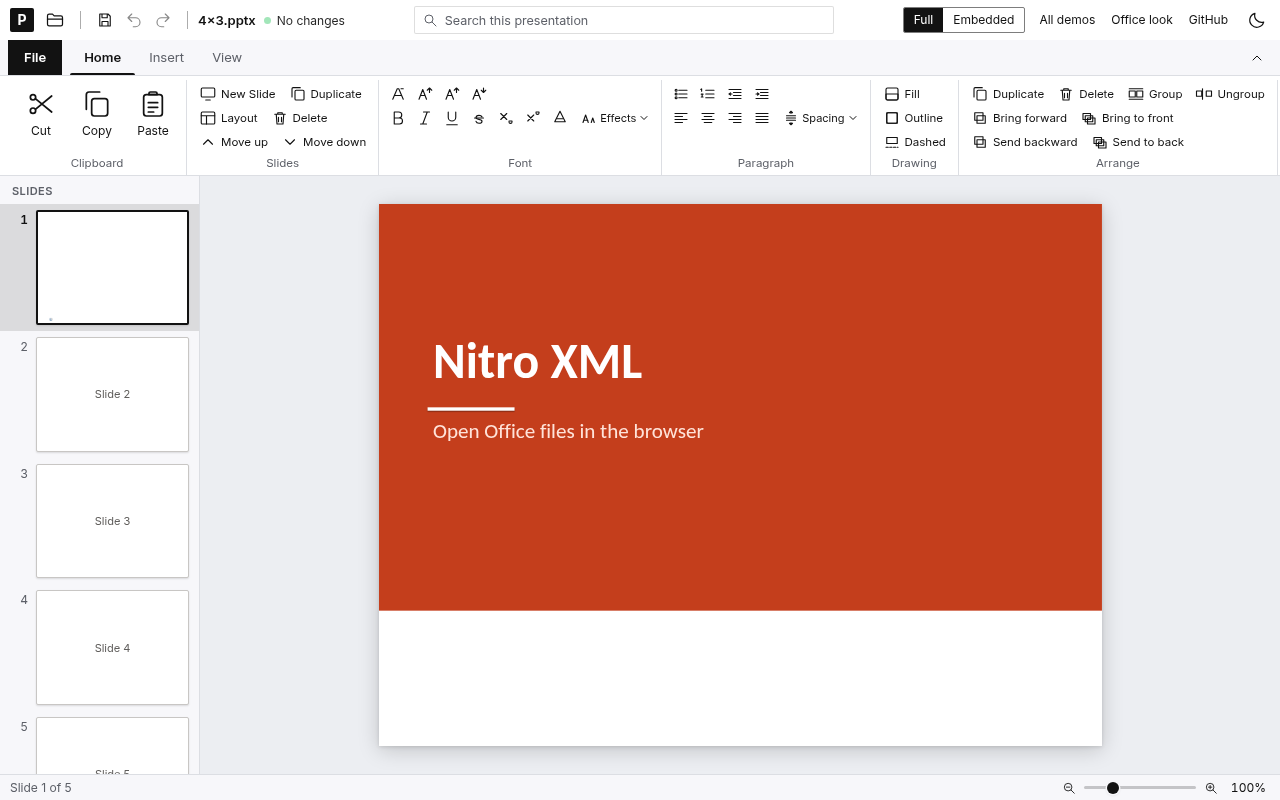 P
4×3.pptx
No changes
Search this presentation
Full
Embedded
All demos
Office look
GitHub
File
Home
Insert
View
Cut
Copy
Paste
Clipboard
New Slide
Duplicate
Layout
Delete
Move up
Move down
Slides
Effects
Font
Spacing
Paragraph
Fill
Outline
Dashed
Drawing
Duplicate
Delete
Group
Ungroup
Bring forward
Bring to front
Send backward
Send to back
Arrange
SLIDES
1
2
Slide 2
3
Slide 3
4
Slide 4
5
Slide 5
Nitro XML
Open Office files in the browser
Slide 1 of 5
100%